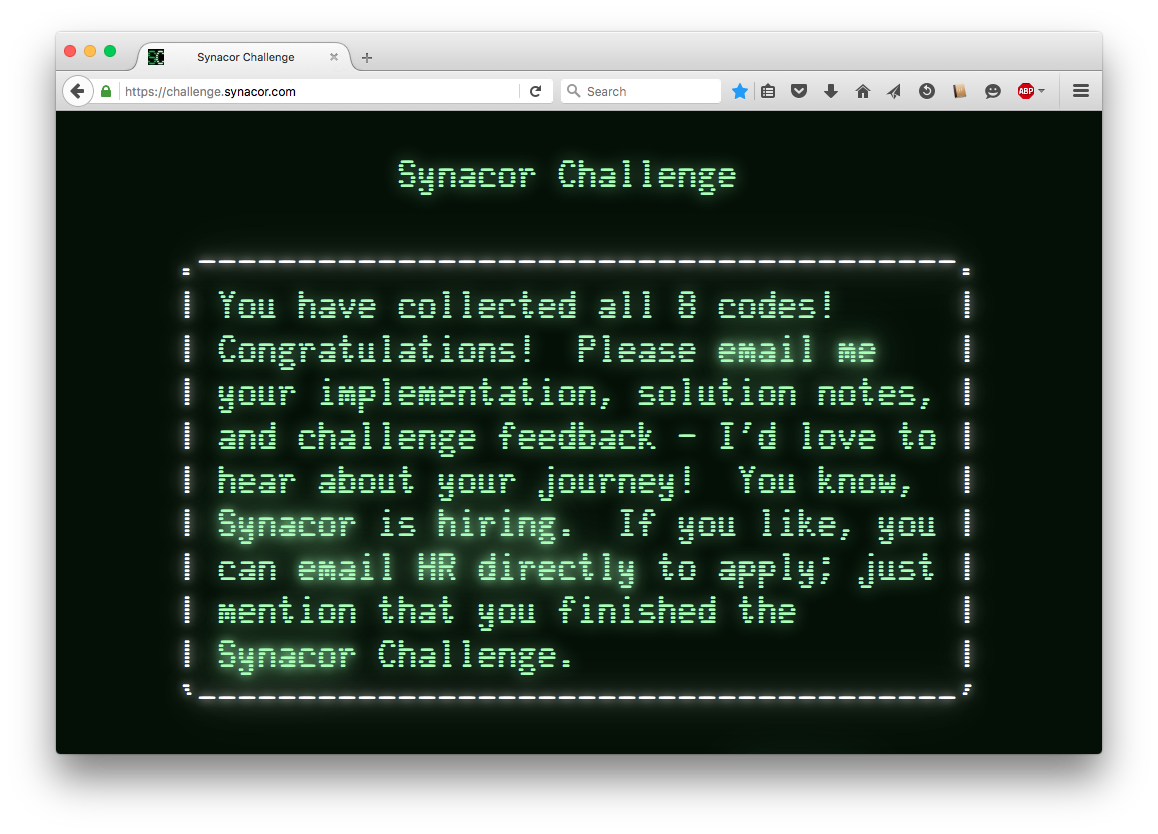 Synacor Challenge
https://challenge.synacor.com
Search
ABP
Synacor Challenge
You have collected all 8 codes!
Congratulations!  Please email me
your implementation, solution notes,
and challenge feedback - I'd love to
hear about your journey!  You know,
Synacor is hiring.  If you like, you
can email HR directly to apply; just
mention that you finished the
Synacor Challenge.